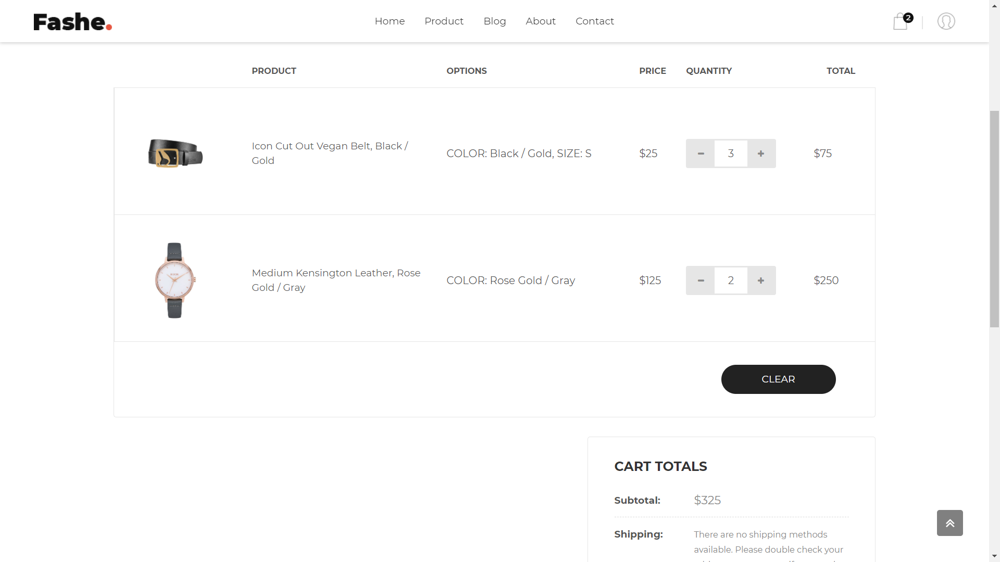 Fashe.
Home Product Blog About Contact
2
PRODUCT OPTIONS PRICE QUANTITY TOTAL
Icon Cut Out Vegan Belt, Black /
Gold
COLOR: Black / Gold, SIZE: S
$25
3
$75
Medium Kensington Leather, Rose
Gold / Gray
COLOR: Rose Gold / Gray
$125
2
$250
CLEAR
CART TOTALS
Subtotal: $325
Shipping: There are no shipping methods
available. Please double check your